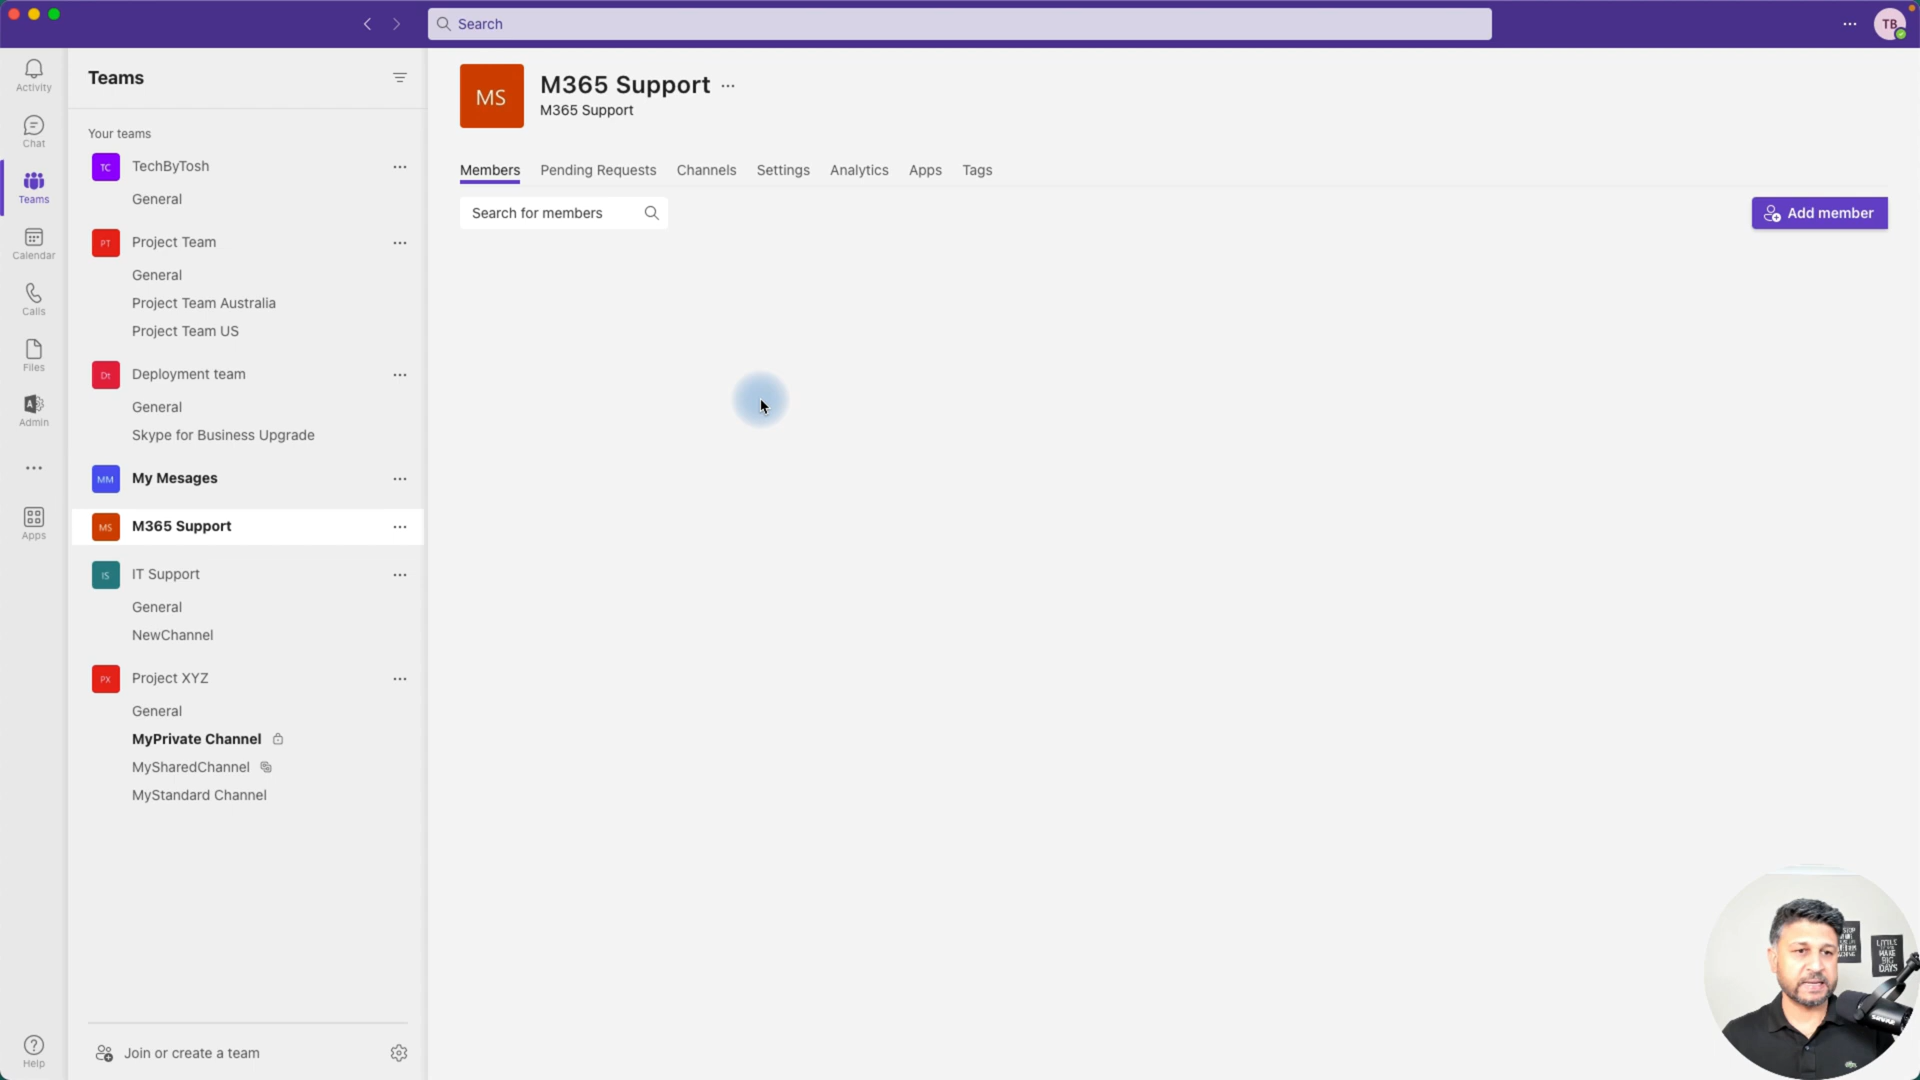 Search
TB
Activity
Chat
Teams
Calendar
Calls
Files
Admin
Apps
Help
Teams
Your teams
TC TechByTosh
General
PT Project Team
General
Project Team Australia
Project Team US
Dt Deployment team
General
Skype for Business Upgrade
MM My Mesages
MS M365 Support
IS IT Support
General
NewChannel
PX Project XYZ
General
MyPrivate Channel
MySharedChannel
MyStandard Channel
Join or create a team
MS
M365 Support
M365 Support
Members Pending Requests Channels Settings Analytics Apps Tags
Search for members
Add member
LITTLE
MAKE
BIG
DAYS